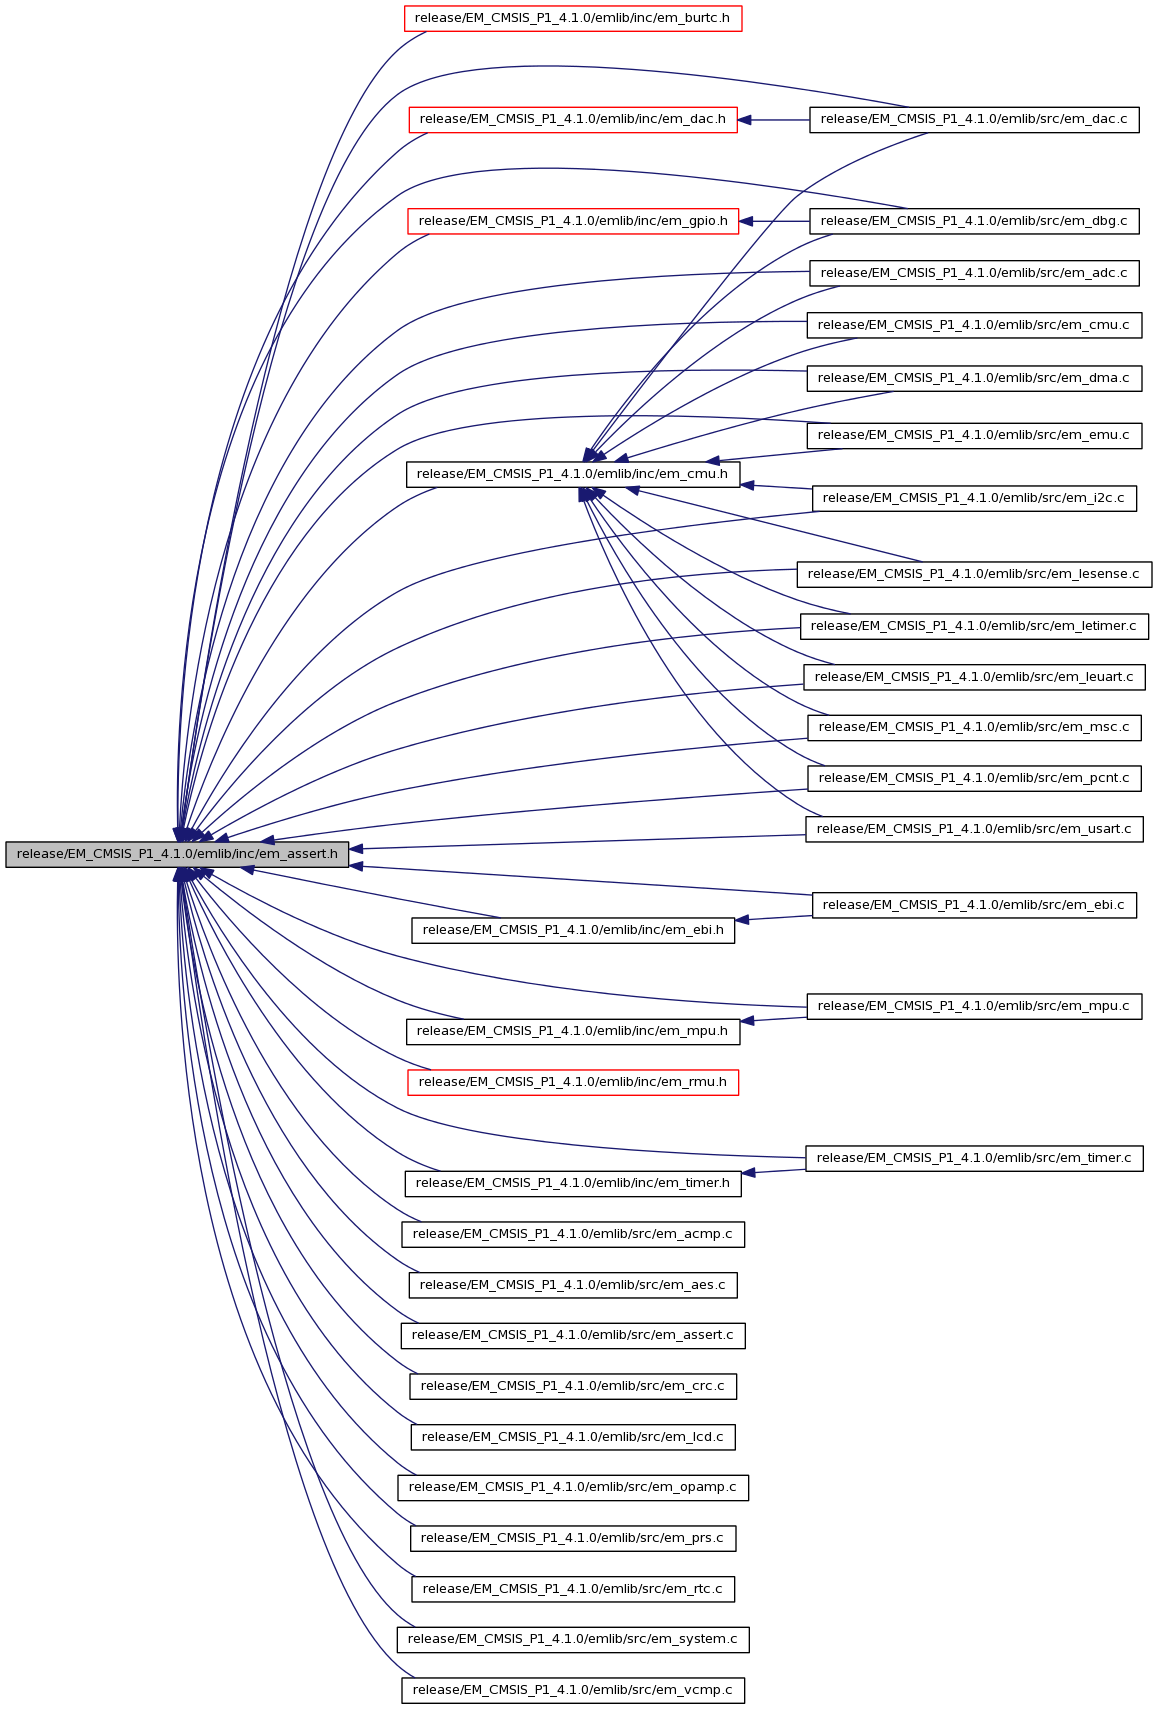 release/EM_CMSIS_P1_4.1.0/emlib/inc/em_burtc.h
release/EM_CMSIS_P1_4.1.0/emlib/inc/em_dac.h
release/EM_CMSIS_P1_4.1.0/emlib/src/em_dac.c
release/EM_CMSIS_P1_4.1.0/emlib/inc/em_gpio.h
release/EM_CMSIS_P1_4.1.0/emlib/src/em_dbg.c
release/EM_CMSIS_P1_4.1.0/emlib/src/em_adc.c
release/EM_CMSIS_P1_4.1.0/emlib/src/em_cmu.c
release/EM_CMSIS_P1_4.1.0/emlib/src/em_dma.c
release/EM_CMSIS_P1_4.1.0/emlib/src/em_emu.c
release/EM_CMSIS_P1_4.1.0/emlib/inc/em_cmu.h
release/EM_CMSIS_P1_4.1.0/emlib/src/em_i2c.c
release/EM_CMSIS_P1_4.1.0/emlib/src/em_lesense.c
release/EM_CMSIS_P1_4.1.0/emlib/src/em_letimer.c
release/EM_CMSIS_P1_4.1.0/emlib/src/em_leuart.c
release/EM_CMSIS_P1_4.1.0/emlib/src/em_msc.c
release/EM_CMSIS_P1_4.1.0/emlib/src/em_pcnt.c
release/EM_CMSIS_P1_4.1.0/emlib/src/em_usart.c
release/EM_CMSIS_P1_4.1.0/emlib/inc/em_assert.h
release/EM_CMSIS_P1_4.1.0/emlib/src/em_ebi.c
release/EM_CMSIS_P1_4.1.0/emlib/inc/em_ebi.h
release/EM_CMSIS_P1_4.1.0/emlib/src/em_mpu.c
release/EM_CMSIS_P1_4.1.0/emlib/inc/em_mpu.h
release/EM_CMSIS_P1_4.1.0/emlib/inc/em_rmu.h
release/EM_CMSIS_P1_4.1.0/emlib/src/em_timer.c
release/EM_CMSIS_P1_4.1.0/emlib/inc/em_timer.h
release/EM_CMSIS_P1_4.1.0/emlib/src/em_acmp.c
release/EM_CMSIS_P1_4.1.0/emlib/src/em_aes.c
release/EM_CMSIS_P1_4.1.0/emlib/src/em_assert.c
release/EM_CMSIS_P1_4.1.0/emlib/src/em_crc.c
release/EM_CMSIS_P1_4.1.0/emlib/src/em_lcd.c
release/EM_CMSIS_P1_4.1.0/emlib/src/em_opamp.c
release/EM_CMSIS_P1_4.1.0/emlib/src/em_prs.c
release/EM_CMSIS_P1_4.1.0/emlib/src/em_rtc.c
release/EM_CMSIS_P1_4.1.0/emlib/src/em_system.c
release/EM_CMSIS_P1_4.1.0/emlib/src/em_vcmp.c